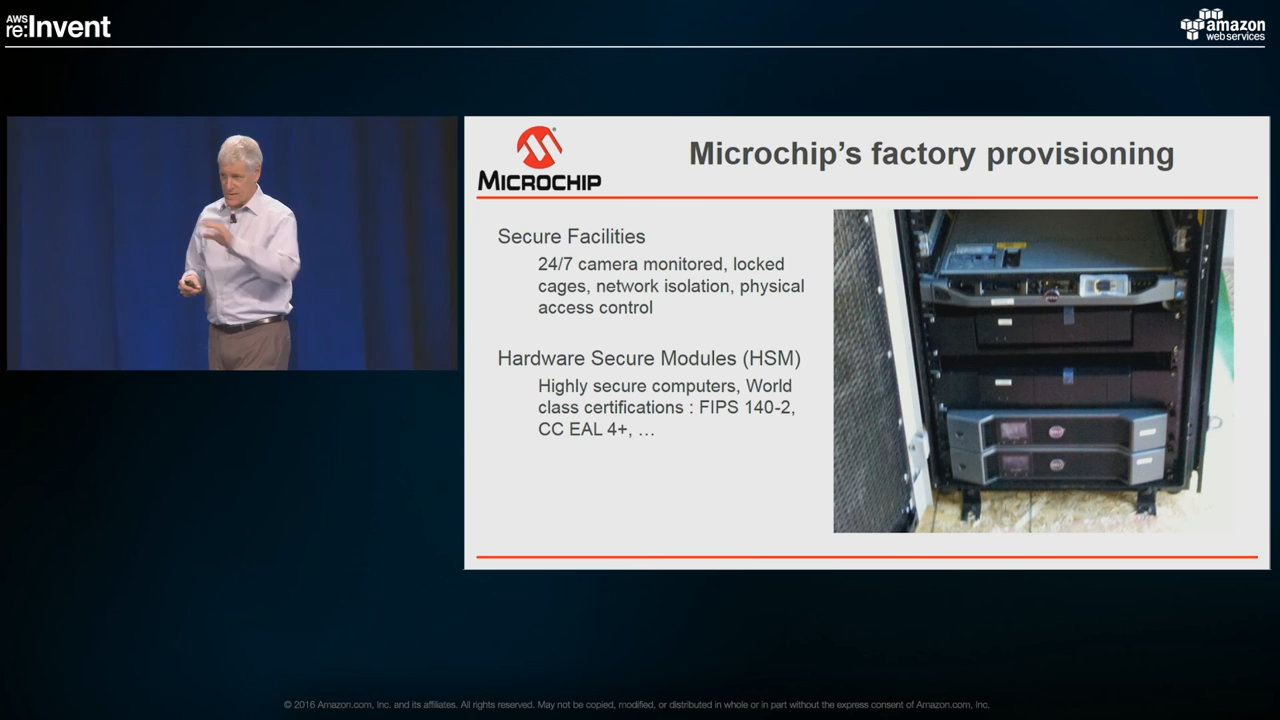 AWS
re:Invent
amazon
web services
MICROCHIP
Microchip's factory provisioning
Secure Facilities
24/7 camera monitored, locked
cages, network isolation, physical
access control
Hardware Secure Modules (HSM)
Highly secure computers, World
class certifications : FIPS 140-2,
CC EAL 4+, …
© 2016 Amazon.com, Inc. and its affiliates. All rights reserved. May not be copied, modified, or distributed in whole or in part without the express consent of Amazon.com, Inc.